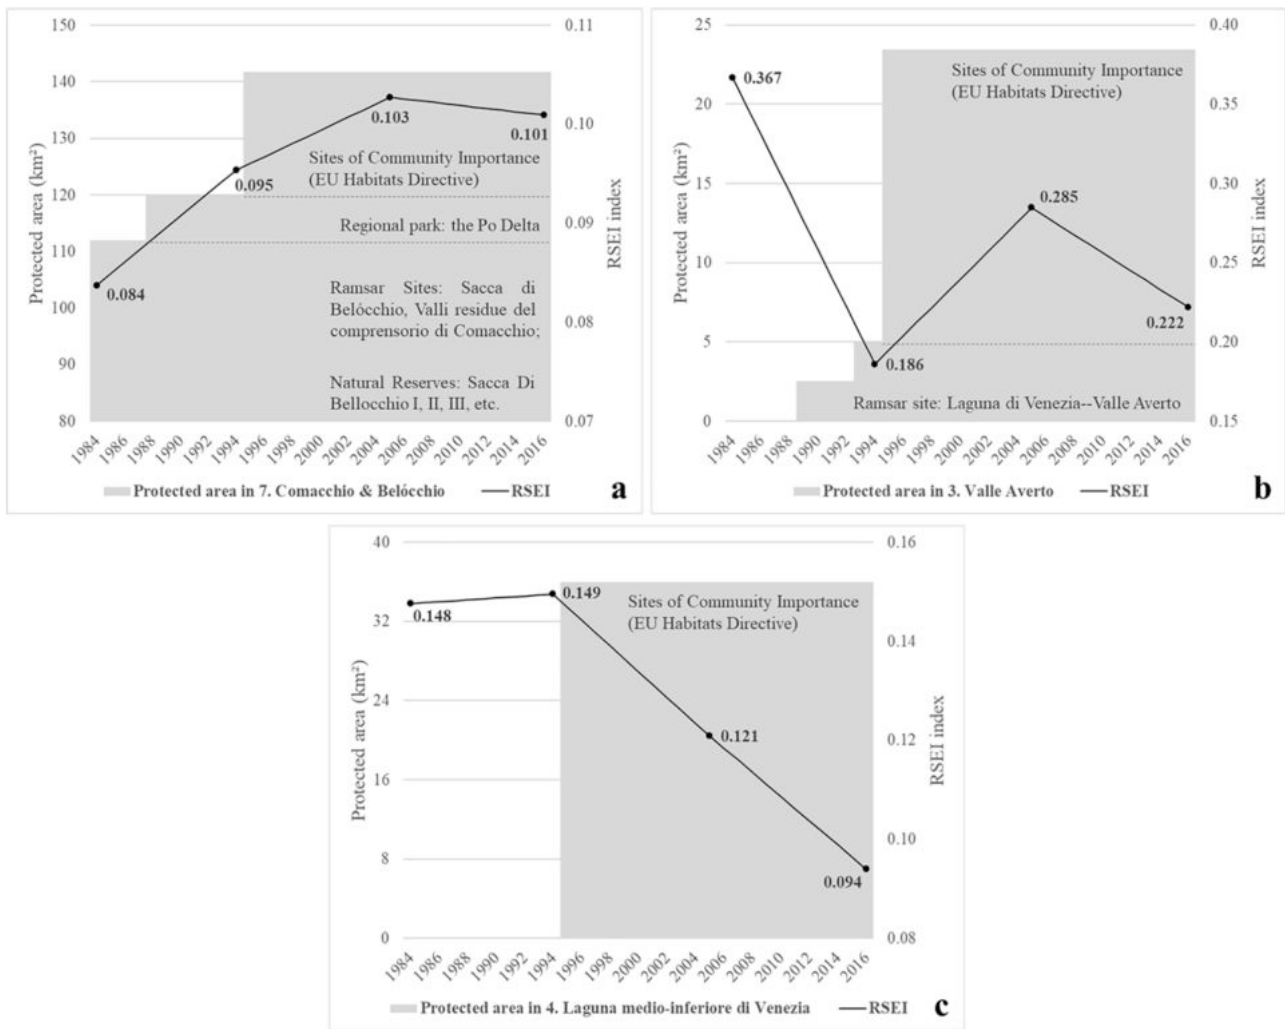 150
140
130
120
110
100
90
80
Protected area (km²)
0.11
0.10
0.09
0.08
0.07
RSEI index
0.084
0.095
0.103
0.101
Sites of Community Importance
(EU Habitats Directive)
Regional park: the Po Delta
Ramsar Sites: Sacca di
Belócchio, Valli residue del
comprensorio di Comacchio;
Natural Reserves: Sacca Di
Bellocchio I, II, III, etc.
1984 1986 1988 1990 1992 1994 1996 1998 2000 2002 2004 2006 2008 2010 2012 2014 2016
Protected area in 7. Comacchio & Belócchio RSEI
a
25
20
15
10
5
0
Protected area (km²)
0.40
0.35
0.30
0.25
0.20
0.15
RSEI index
0.367
0.186
0.285
0.222
Sites of Community Importance
(EU Habitats Directive)
Ramsar site: Laguna di Venezia--Valle Averto
1984 1986 1988 1990 1992 1994 1996 1998 2000 2002 2004 2006 2008 2010 2012 2014 2016
Protected area in 3. Valle Averto RSEI
b
40
32
24
16
8
0
Protected area (km²)
0.16
0.14
0.12
0.10
0.08
RSEI index
0.148
0.149
0.121
0.094
Sites of Community Importance
(EU Habitats Directive)
1984 1986 1988 1990 1992 1994 1996 1998 2000 2002 2004 2006 2008 2010 2012 2014 2016
Protected area in 4. Laguna medio-inferiore di Venezia RSEI
c